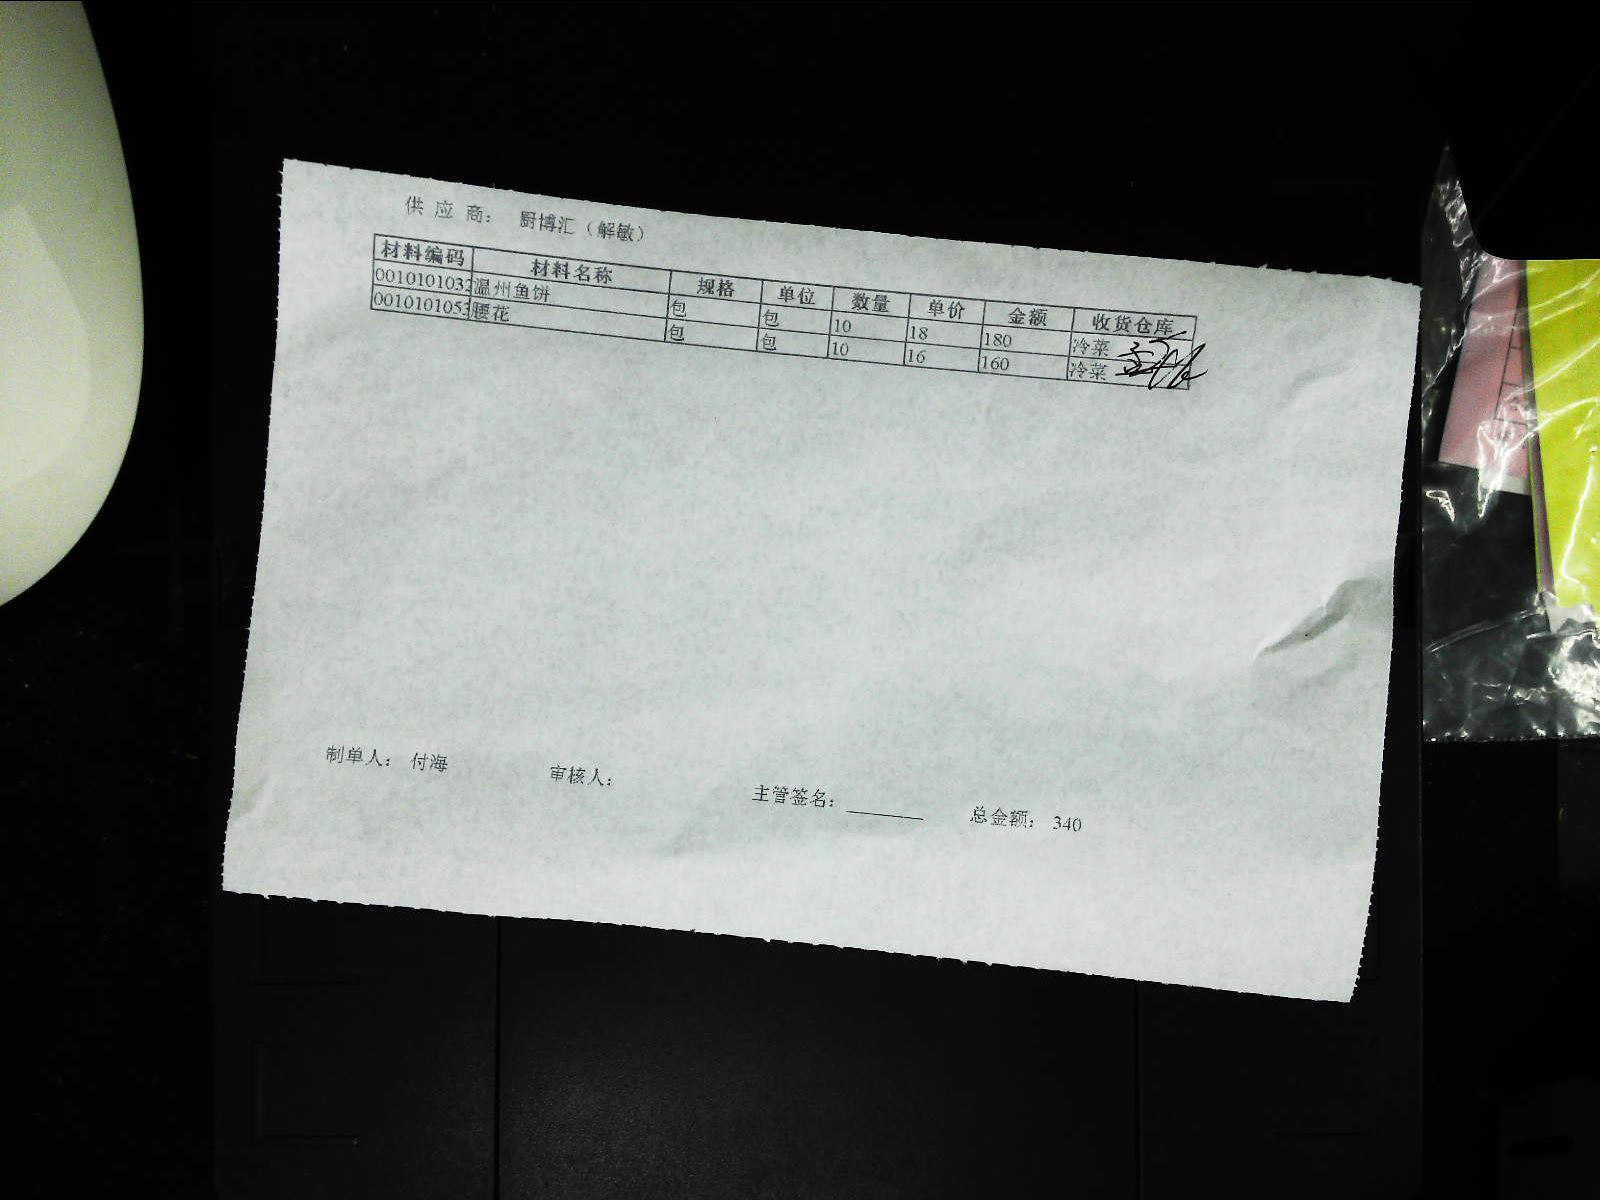 供 应 商： 厨博汇（解敏）
材料编码 材料名称 规格 单位 数量 单价 金额 收货仓库
0010101032 温州鱼饼 包 包 10 18 180 冷菜
0010101053 腰花 包 包 10 16 160 冷菜
制单人： 付海 审核人： 主管签名： 总金额： 340